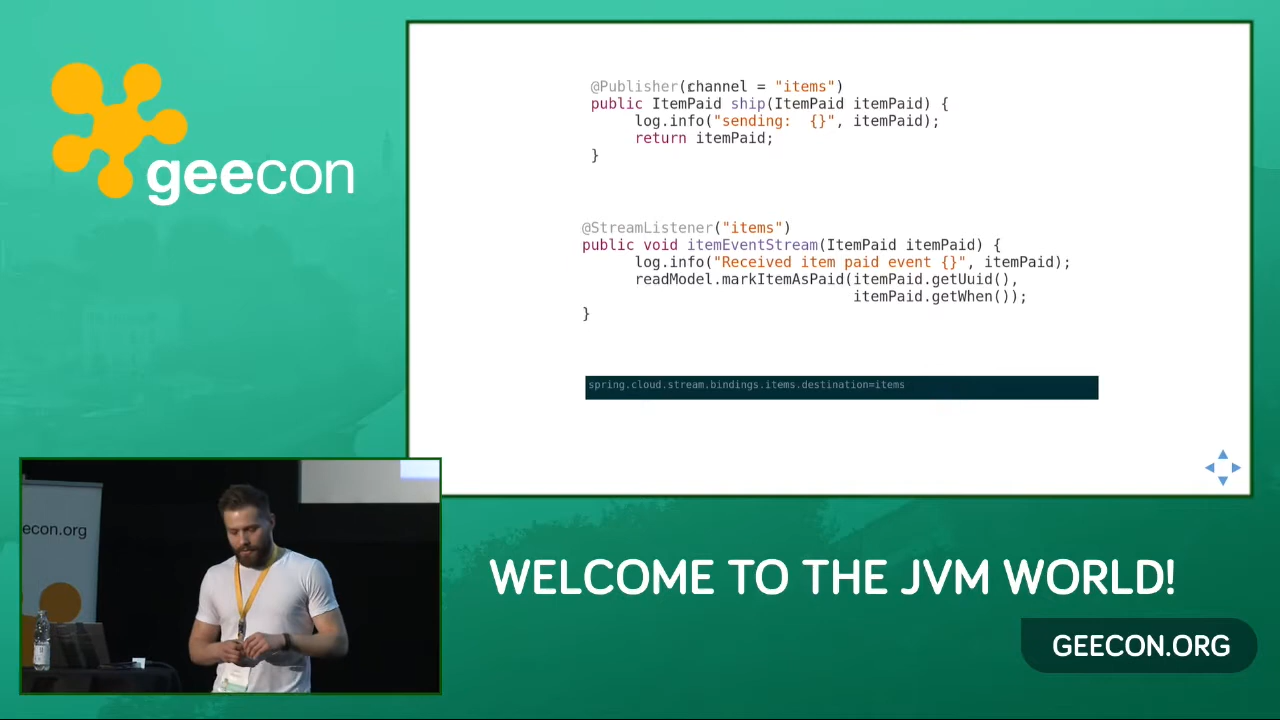 geecon
@Publisher(channel = "items")
public ItemPaid ship(ItemPaid itemPaid) {
log.info("sending:  {}", itemPaid);
return itemPaid;
}
@StreamListener("items")
public void itemEventStream(ItemPaid itemPaid) {
log.info("Received item paid event {}", itemPaid);
readModel.markItemAsPaid(itemPaid.getUuid(),
itemPaid.getWhen());
}
spring.cloud.stream.bindings.items.destination=items
econ.org
WELCOME TO THE JVM WORLD!
GEECON.ORG